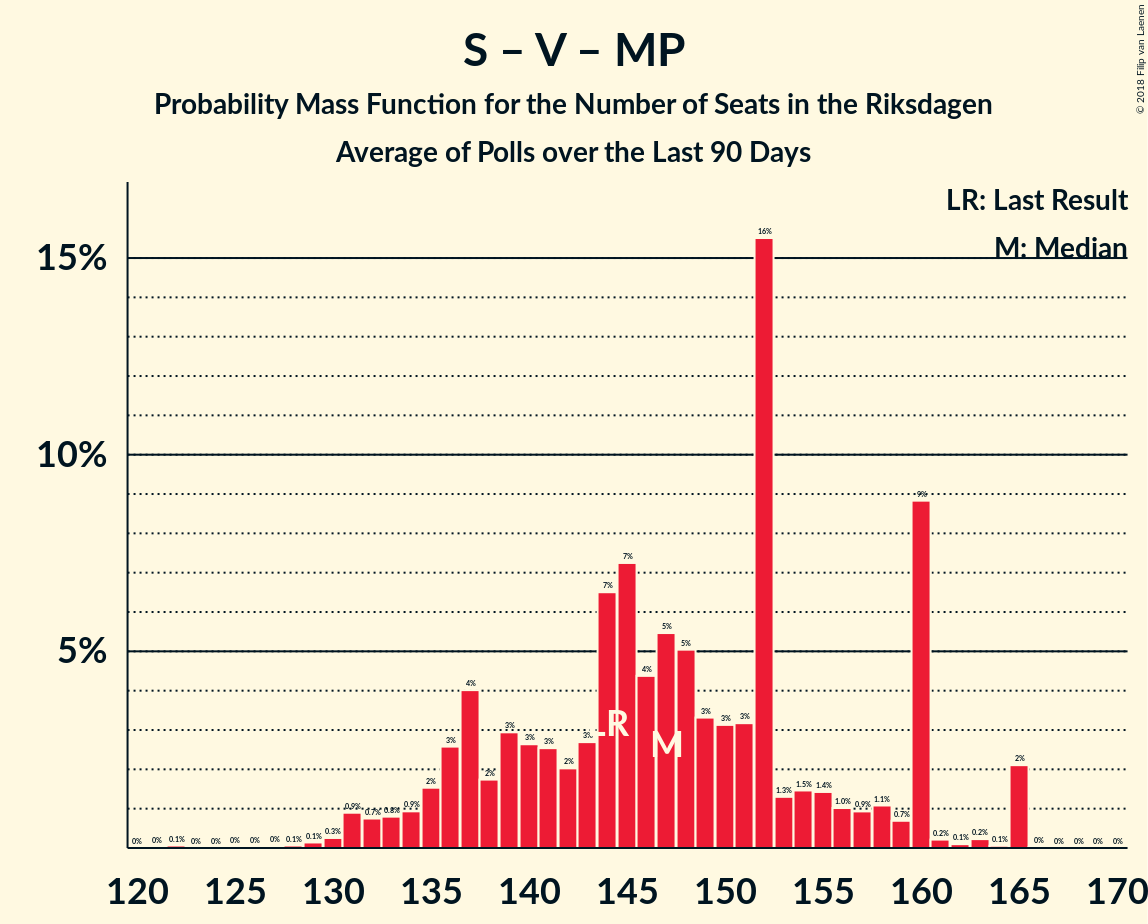 S – V – MP
Probability Mass Function for the Number of Seats in the Riksdagen
Average of Polls over the Last 90 Days
© 2018 Filip van Laenen
LR: Last Result
M: Median
15%
10%
5%
0% 0% 0.1% 0% 0% 0% 0% 0% 0.1% 0.1% 0.3% 0.9% 0.7% 0.8% 0.9% 2% 3% 4% 2% 3% 3% 3% 2% 3% 7% 7% 4% 5% 5% 3% 3% 3% 16% 1.3% 1.5% 1.4% 1.0% 0.9% 1.1% 0.7% 9% 0.2% 0.1% 0.2% 0.1% 2% 0% 0% 0% 0% 0%
LR
M
120 125 130 135 140 145 150 155 160 165 170